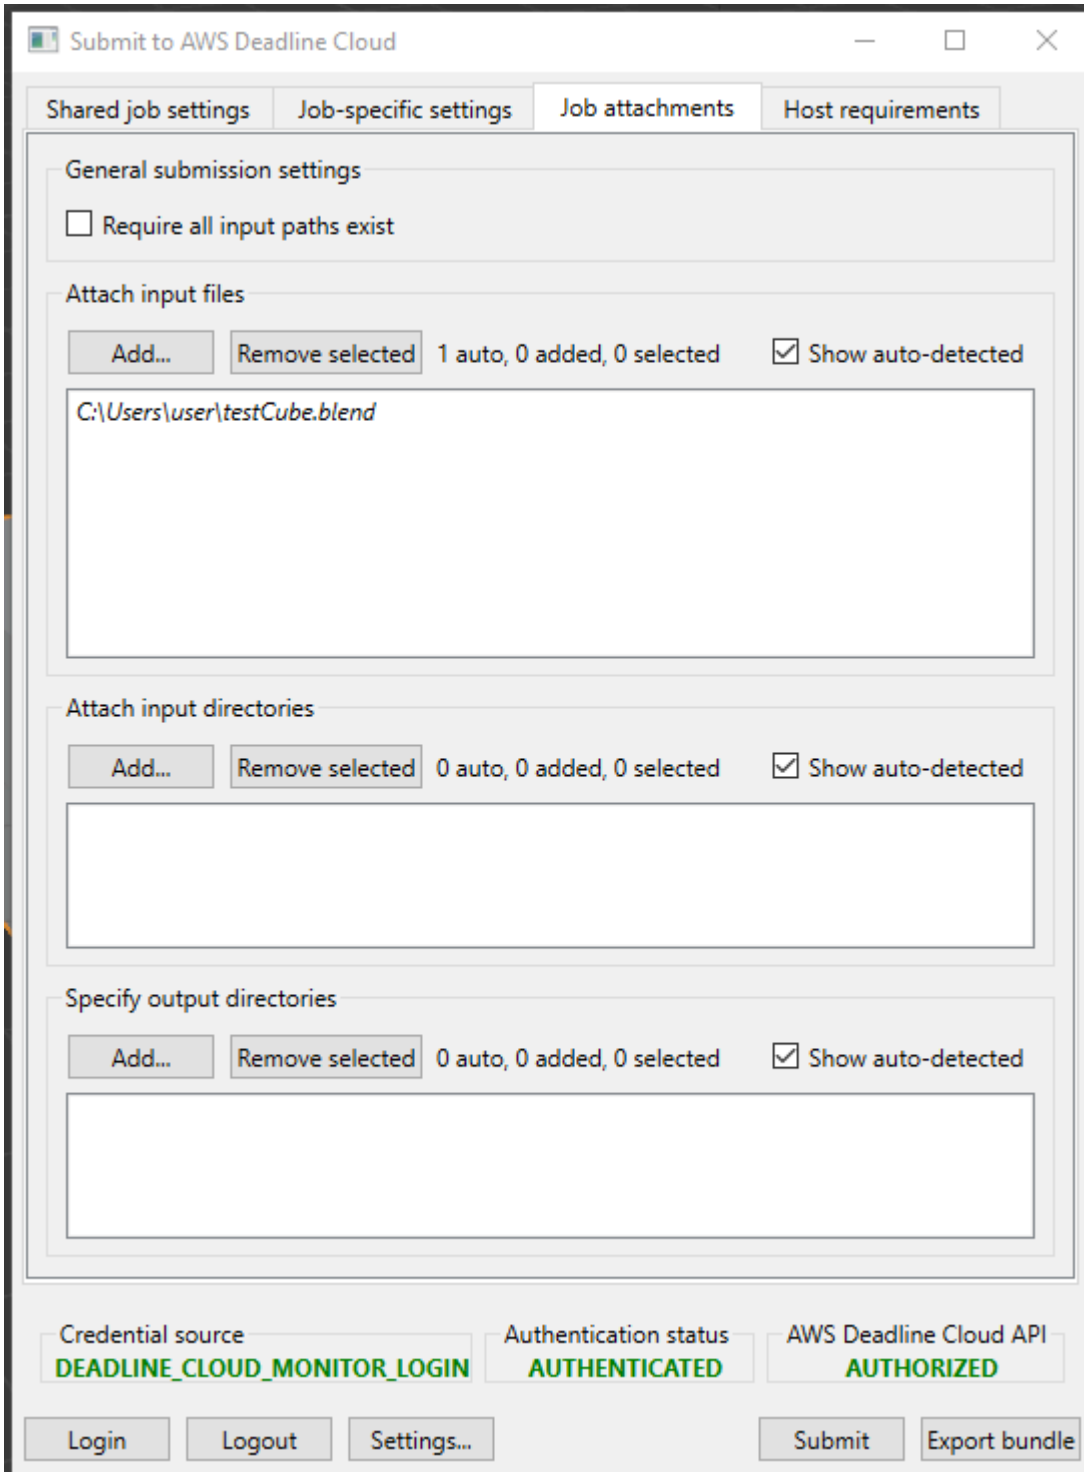 Submit to AWS Deadline Cloud
Shared job settings Job-specific settings Job attachments Host requirements
General submission settings
Require all input paths exist
Attach input files
Add... Remove selected 1 auto, 0 added, 0 selected Show auto-detected
C:\Users\user\testCube.blend
Attach input directories
Add... Remove selected 0 auto, 0 added, 0 selected Show auto-detected
Specify output directories
Add... Remove selected 0 auto, 0 added, 0 selected Show auto-detected
Credential source Authentication status AWS Deadline Cloud API
DEADLINE_CLOUD_MONITOR_LOGIN AUTHENTICATED AUTHORIZED
Login Logout Settings... Submit Export bundle